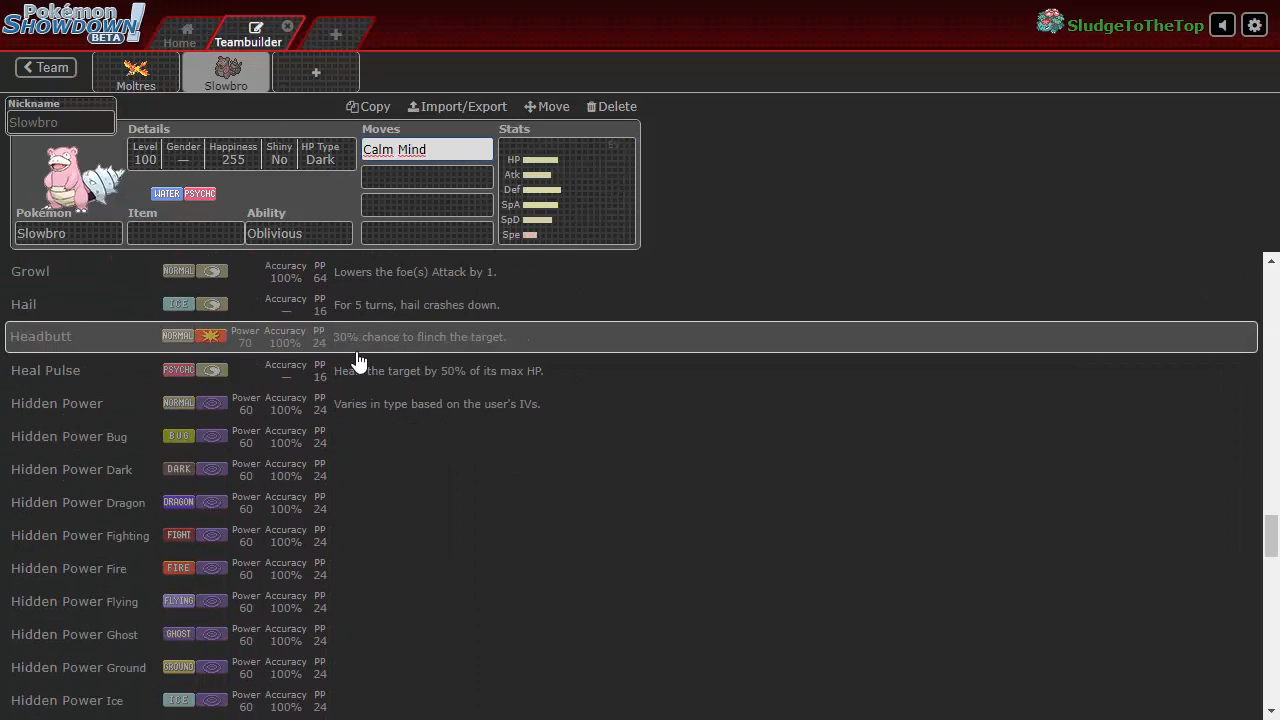 Pokémon
SHOWDOWN!
BETA
Home
Teambuilder
SludgeToTheTop
Team
Moltres
Slowbro
+
Nickname
Slowbro
Copy
Import/Export
Move
Delete
Details
Moves
Stats
Level
100
Gender
—
Happiness
255
Shiny
No
HP Type
Dark
Calm Mind
EV
HP
Atk
Def
SpA
SpD
Spe
WATER PSYCHC
Pokémon
Slowbro
Item
Ability
Oblivious
Growl NORMAL Accuracy 100% PP 64 Lowers the foe(s) Attack by 1.
Hail ICE Accuracy — PP 16 For 5 turns, hail crashes down.
Headbutt NORMAL Power 70 Accuracy 100% PP 24 30% chance to flinch the target.
Heal Pulse PSYCHC Accuracy — PP 16 the target by 50% of its max HP.
Hidden Power NORMAL Power 60 Accuracy 100% PP 24 Varies in type based on the user's IVs.
Hidden Power Bug BUG Power 60 Accuracy 100% PP 24
Hidden Power Dark DARK Power 60 Accuracy 100% PP 24
Hidden Power Dragon DRAGON Power 60 Accuracy 100% PP 24
Hidden Power Fighting FIGHT Power 60 Accuracy 100% PP 24
Hidden Power Fire FIRE Power 60 Accuracy 100% PP 24
Hidden Power Flying FLYING Power 60 Accuracy 100% PP 24
Hidden Power Ghost GHOST Power 60 Accuracy 100% PP 24
Hidden Power Ground GROUND Power 60 Accuracy 100% PP 24
Hidden Power Ice ICE Power 60 Accuracy 100% PP 24